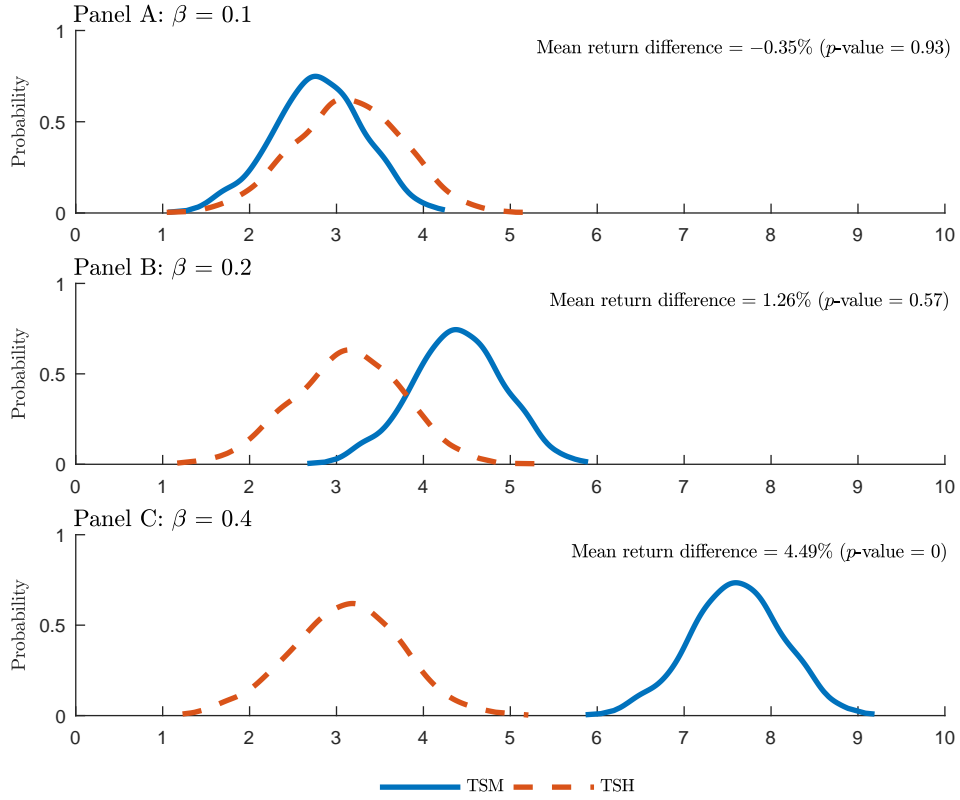 Panel A: β = 0.1
Mean return difference = −0.35% (p-value = 0.93)
Probability
1
0.5
0
0 1 2 3 4 5 6 7 8 9 10
Panel B: β = 0.2
Mean return difference = 1.26% (p-value = 0.57)
Probability
1
0.5
0
0 1 2 3 4 5 6 7 8 9 10
Panel C: β = 0.4
Mean return difference = 4.49% (p-value = 0)
Probability
1
0.5
0
0 1 2 3 4 5 6 7 8 9 10
TSM TSH